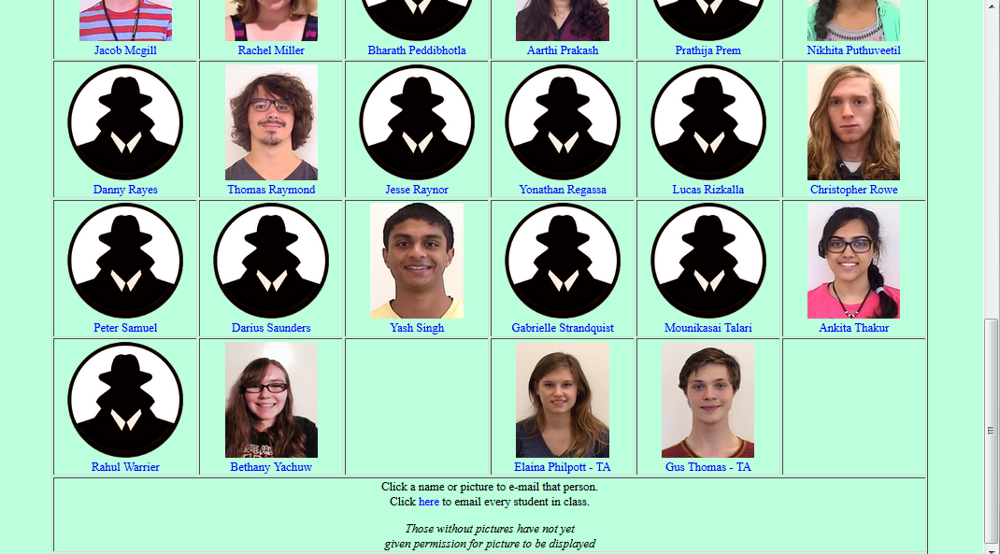 Jacob Mcgill Rachel Miller Bharath Peddibhotla Aarthi Prakash Prathija Prem Nikhita Puthuveetil
Danny Rayes Thomas Raymond Jesse Raynor Yonathan Regassa Lucas Rizkalla Christopher Rowe
Peter Samuel Darius Saunders Yash Singh Gabrielle Strandquist Mounikasai Talari Ankita Thakur
Rahul Warrier Bethany Yachuw Elaina Philpott - TA Gus Thomas - TA
Click a name or picture to e-mail that person.
Click here to email every student in class.
Those without pictures have not yet
given permission for picture to be displayed